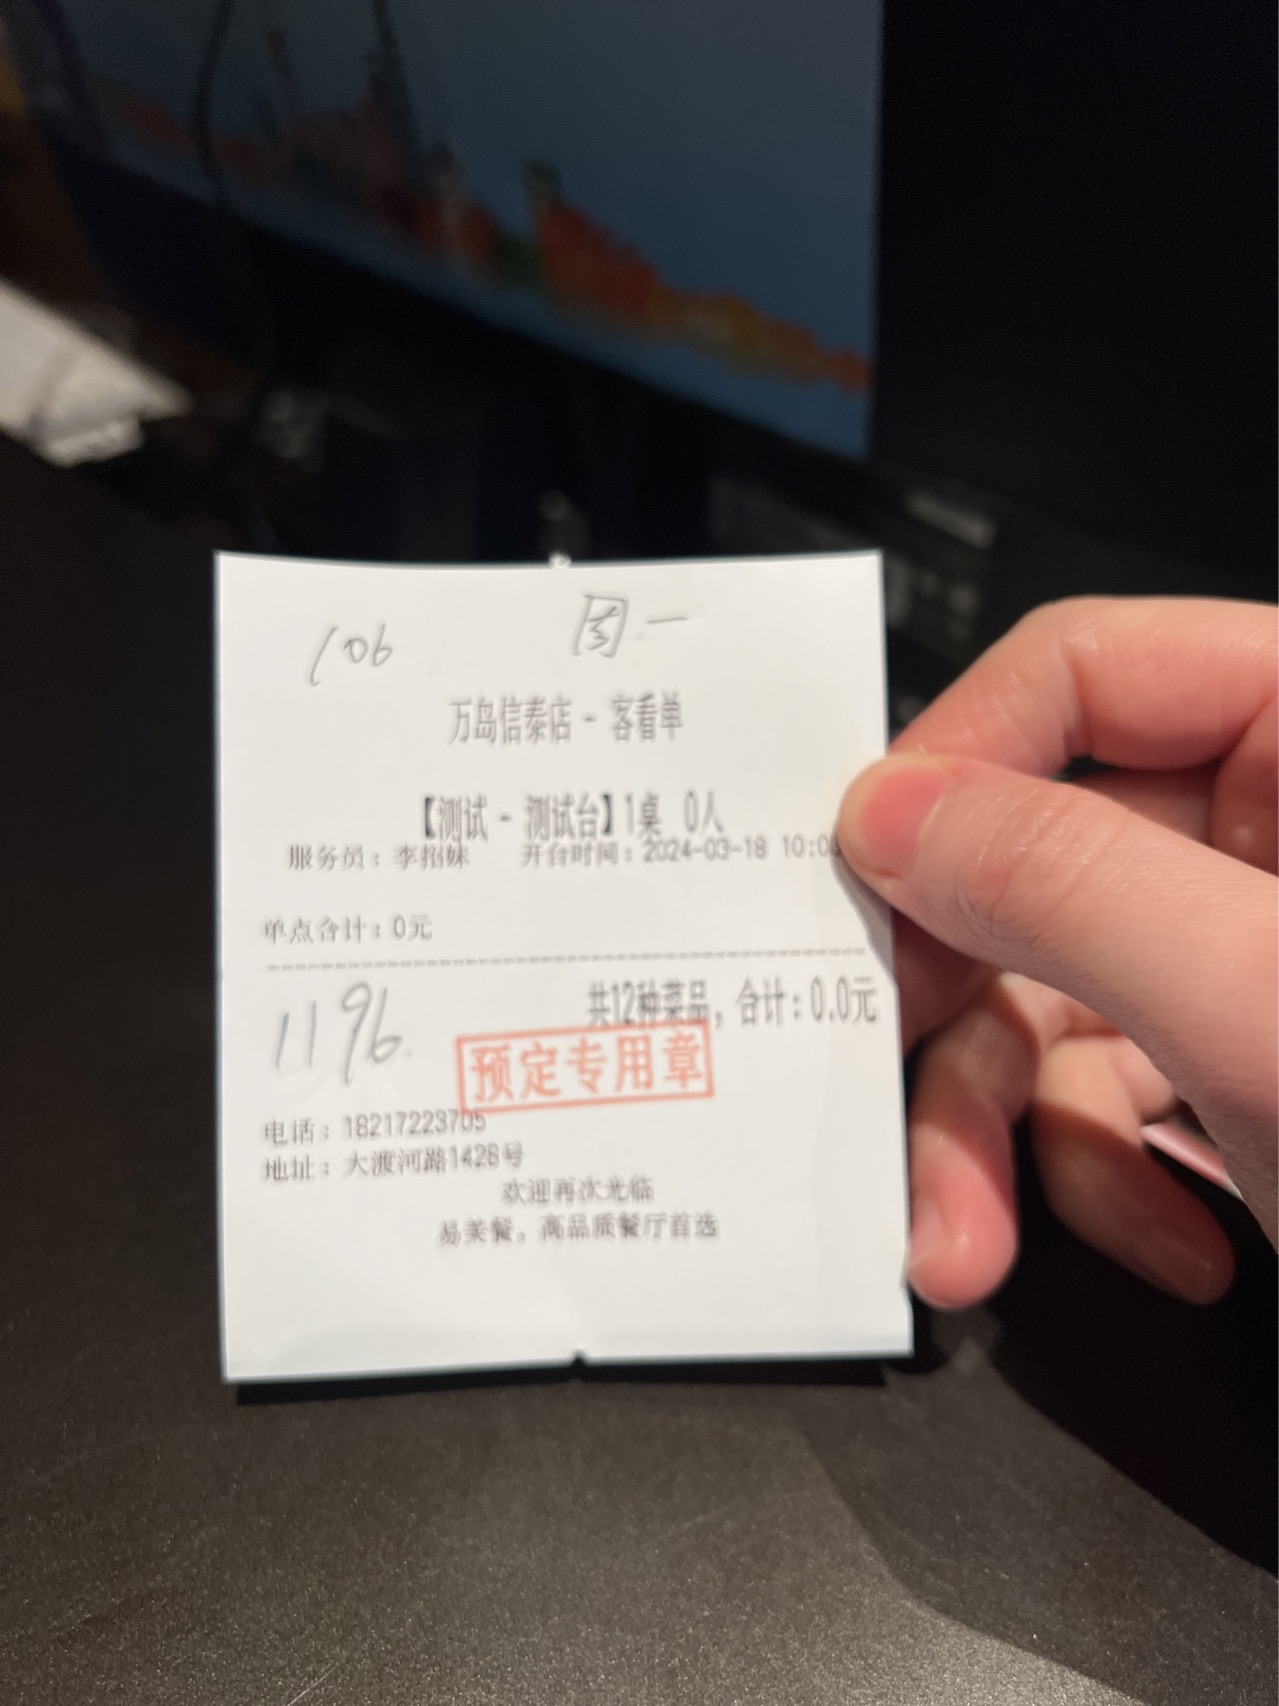 106 周一
万岛信泰店 - 客看单
【测试 - 测试台】1桌 0人
服务员：李招妹 开台时间：2024-03-18 10:0
单点合计：0元
共12种菜品，合计：0.0元
1196
预定专用章
电话：18217223705
地址：大渡河路1428号
欢迎再次光临
易美餐，高品质餐厅首选